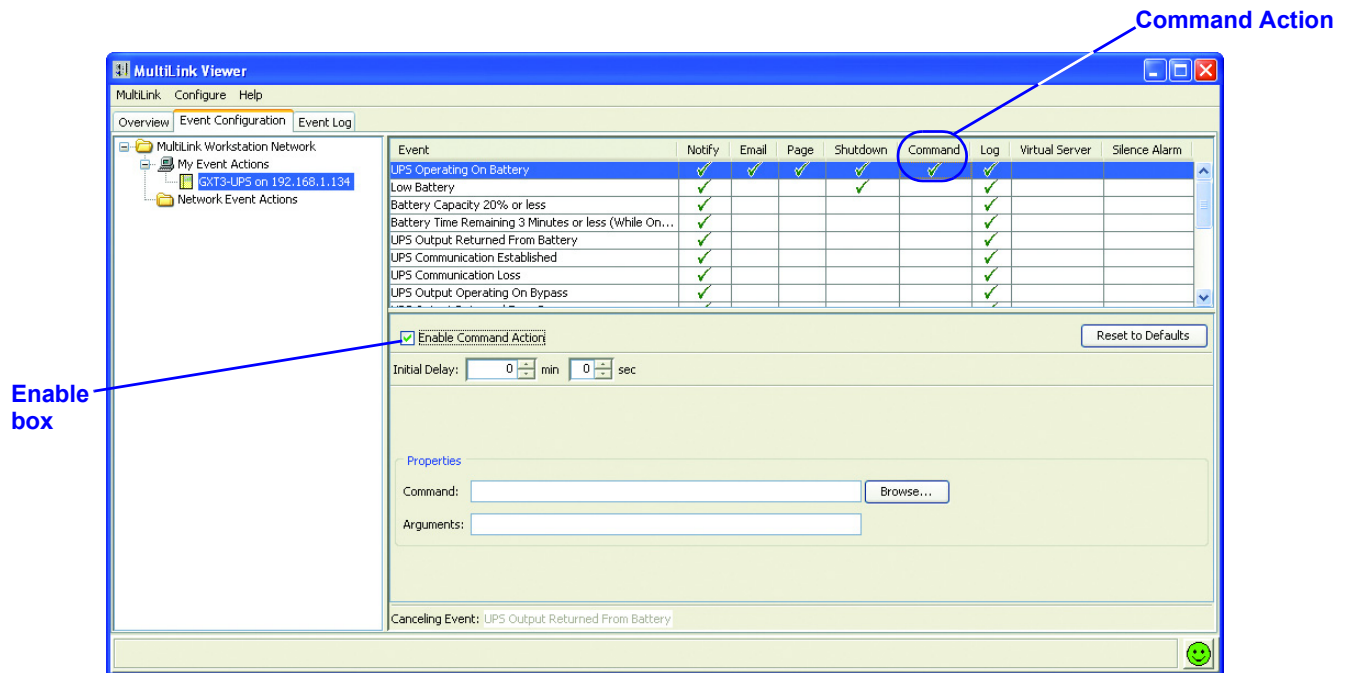 Command Action
MultiLink Viewer
MultiLink Configure Help
Overview Event Configuration Event Log
MultiLink Workstation Network
My Event Actions
GXT3-UPS on 192.168.1.134
Network Event Actions
Event Notify Email Page Shutdown Command Log Virtual Server Silence Alarm
UPS Operating On Battery
Low Battery
Battery Capacity 20% or less
Battery Time Remaining 3 Minutes or less (While On...
UPS Output Returned From Battery
UPS Communication Established
UPS Communication Loss
UPS Output Operating On Bypass
Enable Command Action
Reset to Defaults
Initial Delay: 0 min 0 sec
Enable
box
Properties
Command: Browse...
Arguments:
Canceling Event: UPS Output Returned From Battery